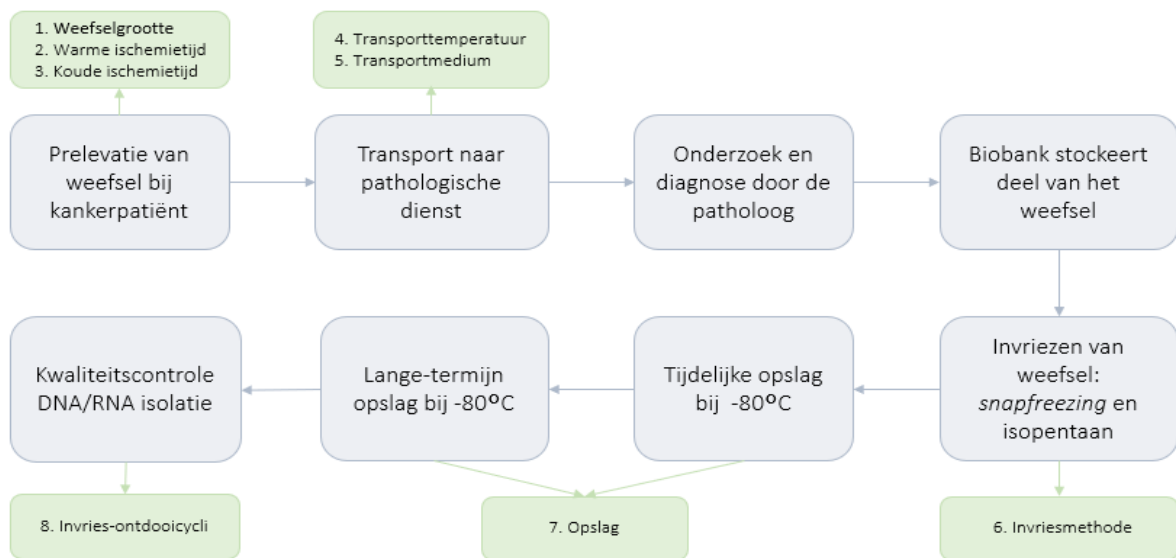 1. Weefselgrootte
2. Warme ischemietijd
3. Koude ischemietijd
4. Transporttemperatuur
5. Transportmedium
Prelevatie van
weefsel bij
kankerpatiënt
Transport naar
pathologische
dienst
Onderzoek en
diagnose door de
patholoog
Biobank stockeert
deel van het
weefsel
Invriezen van
weefsel:
snapfreezing en
isopentaan
Tijdelijke opslag
bij -80ºC
Lange-termijn
opslag bij -80ºC
Kwaliteitscontrole
DNA/RNA isolatie
8. Invries-ontdooicycli
7. Opslag
6. Invriesmethode